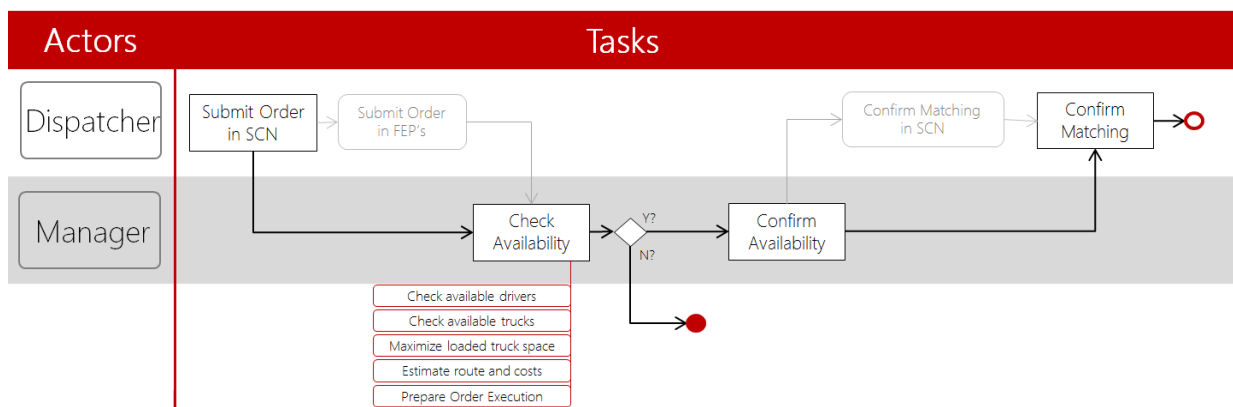 Actors
Tasks
Dispatcher
Submit Order
in SCN
Submit Order
in FEP's
Confirm Matching
in SCN
Confirm
Matching
Manager
Check
Availability
Y?
N?
Confirm
Availability
Check available drivers
Check available trucks
Maximize loaded truck space
Estimate route and costs
Prepare Order Execution